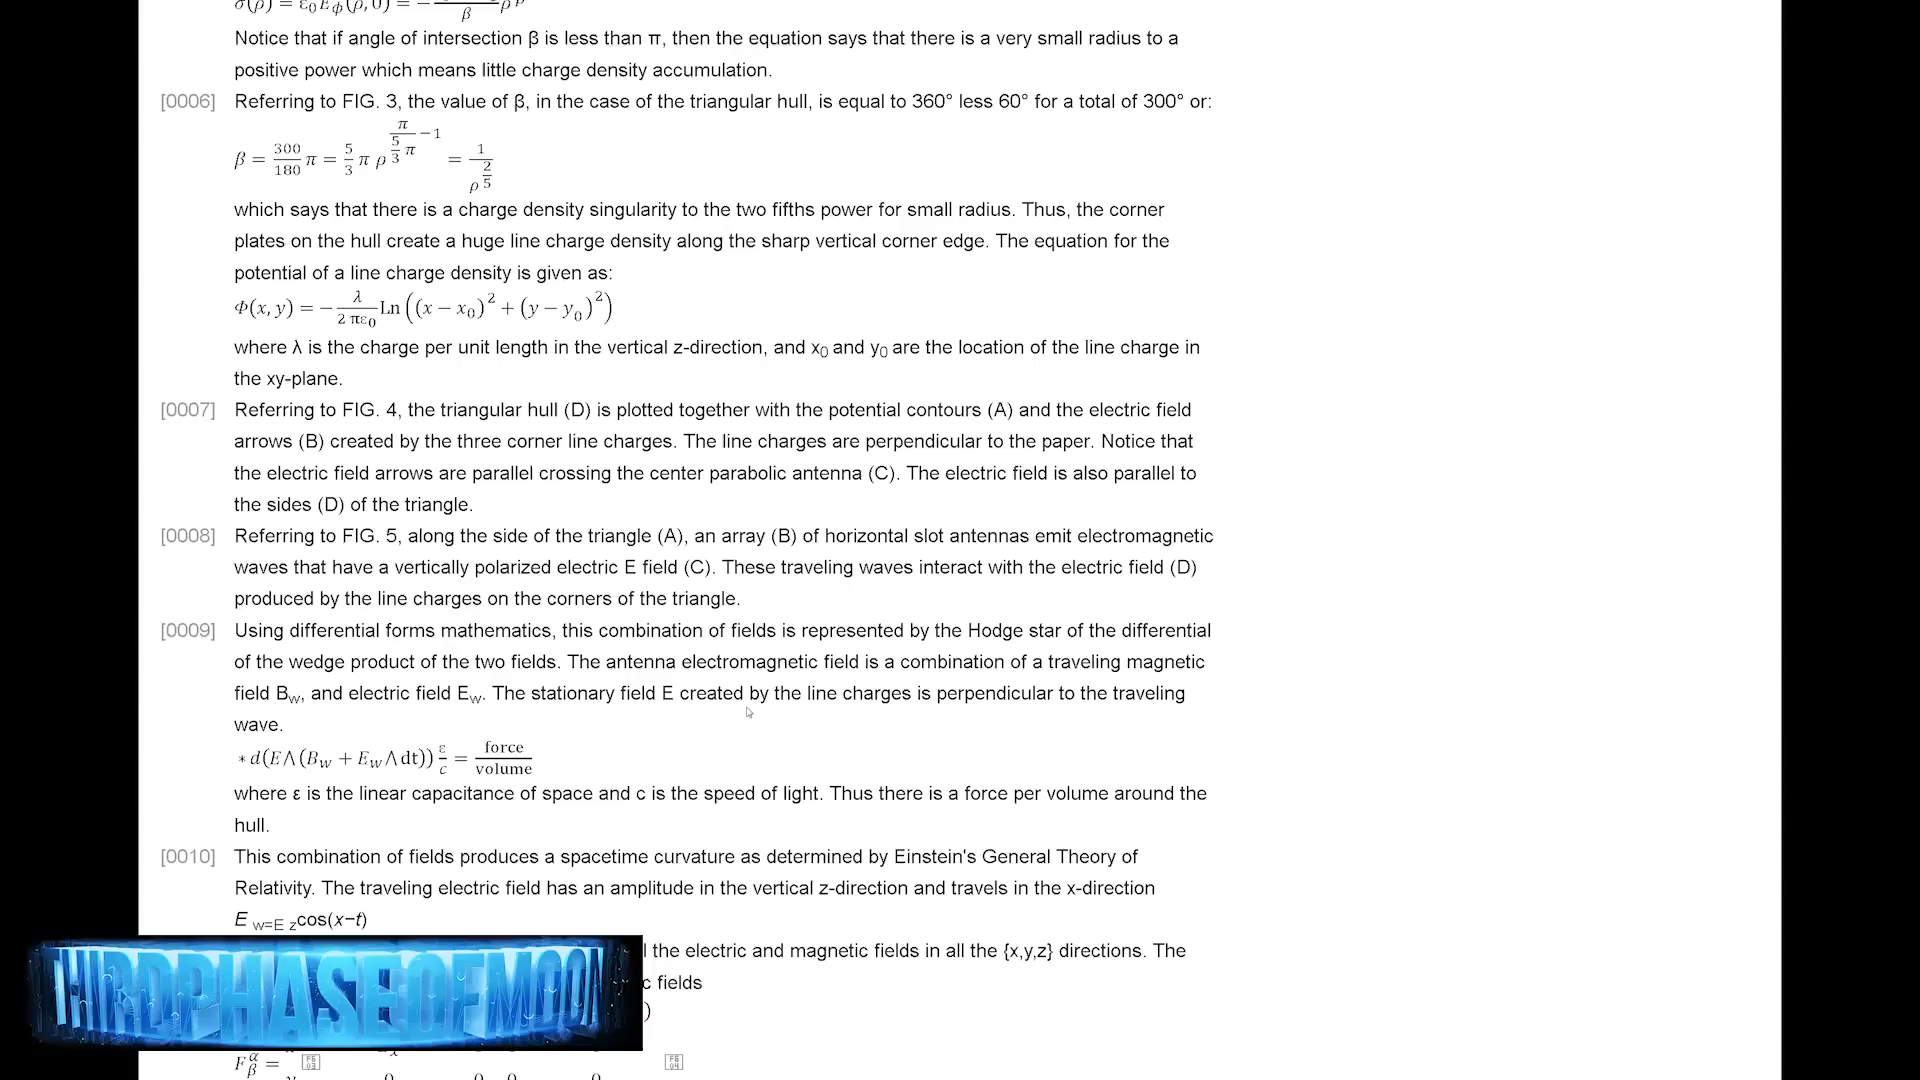 σ(ρ) = ε₀E_ϕ(ρ,0) = − β ρ
Notice that if angle of intersection β is less than π, then the equation says that there is a very small radius to a
positive power which means little charge density accumulation.
[0006] Referring to FIG. 3, the value of β, in the case of the triangular hull, is equal to 360° less 60° for a total of 300° or:
β = 300/180 π = 5/3 π ρ^(π/(5/3 π) −1) = 1/ρ^(2/5)
which says that there is a charge density singularity to the two fifths power for small radius. Thus, the corner
plates on the hull create a huge line charge density along the sharp vertical corner edge. The equation for the
potential of a line charge density is given as:
Φ(x, y) = − λ/(2 πε₀) Ln ((x − x₀)² + (y − y₀)²)
where λ is the charge per unit length in the vertical z-direction, and x₀ and y₀ are the location of the line charge in
the xy-plane.
[0007] Referring to FIG. 4, the triangular hull (D) is plotted together with the potential contours (A) and the electric field
arrows (B) created by the three corner line charges. The line charges are perpendicular to the paper. Notice that
the electric field arrows are parallel crossing the center parabolic antenna (C). The electric field is also parallel to
the sides (D) of the triangle.
[0008] Referring to FIG. 5, along the side of the triangle (A), an array (B) of horizontal slot antennas emit electromagnetic
waves that have a vertically polarized electric E field (C). These traveling waves interact with the electric field (D)
produced by the line charges on the corners of the triangle.
[0009] Using differential forms mathematics, this combination of fields is represented by the Hodge star of the differential
of the wedge product of the two fields. The antenna electromagnetic field is a combination of a traveling magnetic
field B_w, and electric field E_w. The stationary field E created by the line charges is perpendicular to the traveling
wave.
∗ d(E⋀(B_w + E_w⋀dt)) ε/c = force/volume
where ε is the linear capacitance of space and c is the speed of light. Thus there is a force per volume around the
hull.
[0010] This combination of fields produces a spacetime curvature as determined by Einstein's General Theory of
Relativity. The traveling electric field has an amplitude in the vertical z-direction and travels in the x-direction
E w=E zcos(x−t)
l the electric and magnetic fields in all the {x,y,z} directions. The
c fields
)
THIRDPHASEOFMOON
F^α_β =
0 0 0 0